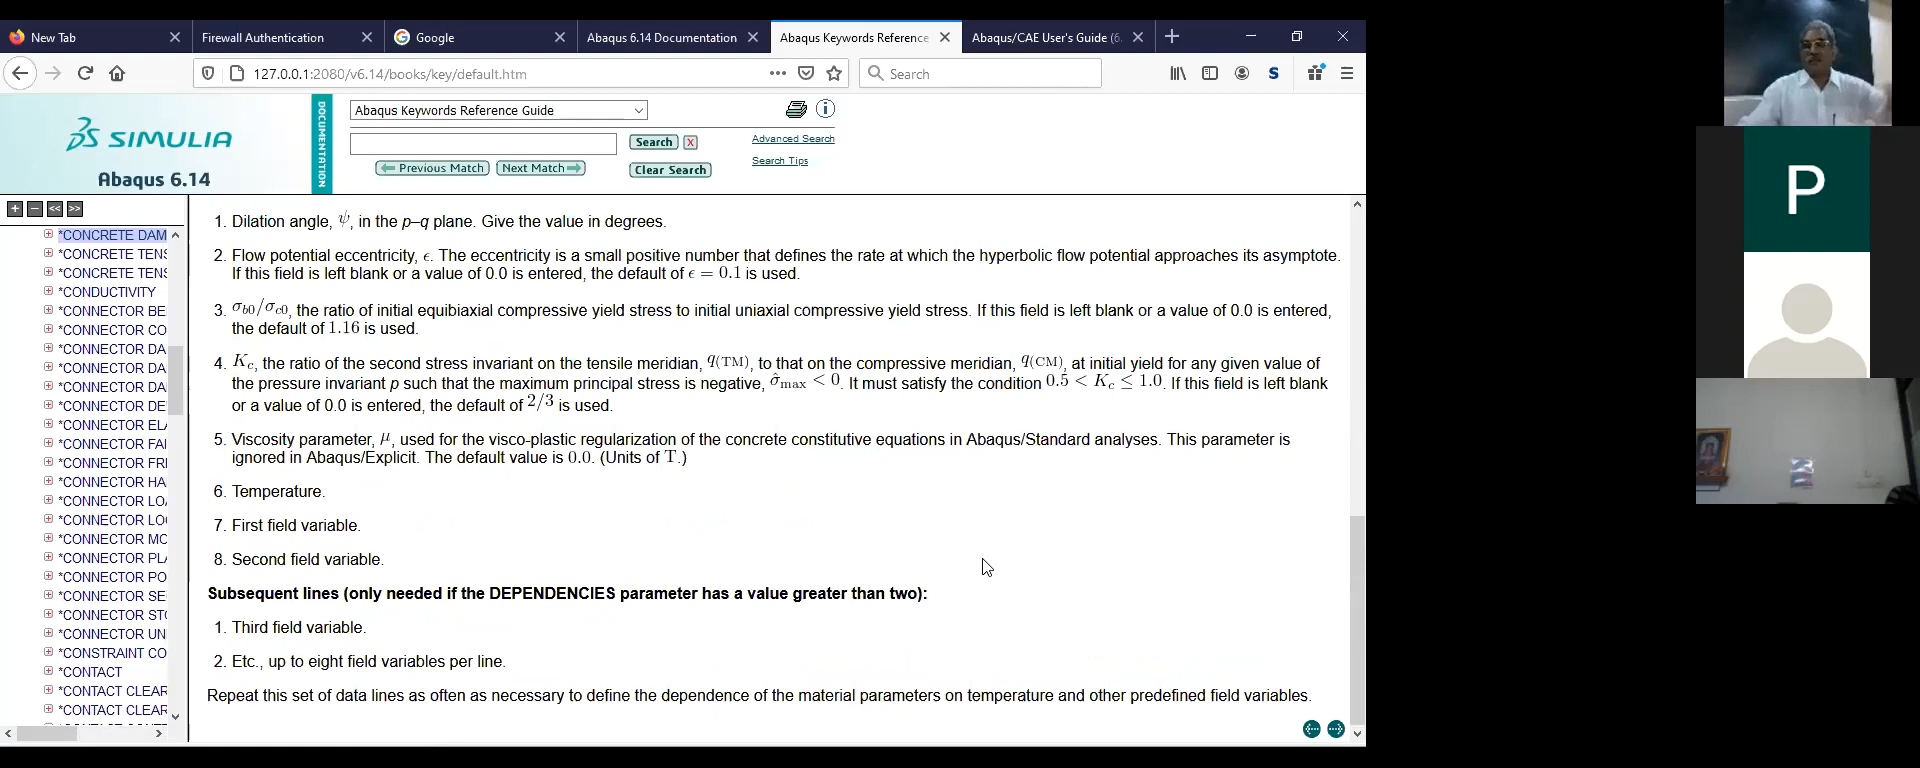 New Tab
Firewall Authentication
Google
Abaqus 6.14 Documentation
Abaqus Keywords Reference
Abaqus/CAE User's Guide (6.
127.0.0.1:2080/v6.14/books/key/default.htm
Search
DOCUMENTATION
SIMULIA
Abaqus 6.14
Abaqus Keywords Reference Guide
Search
X
Advanced Search
Previous Match
Next Match
Clear Search
Search Tips
+ − << >>
*CONCRETE DAM
*CONCRETE TENS
*CONCRETE TENS
*CONDUCTIVITY
*CONNECTOR BE
*CONNECTOR CO
*CONNECTOR DA
*CONNECTOR DA
*CONNECTOR DA
*CONNECTOR DE
*CONNECTOR ELA
*CONNECTOR FAI
*CONNECTOR FRI
*CONNECTOR HA
*CONNECTOR LOA
*CONNECTOR LOC
*CONNECTOR MO
*CONNECTOR PLA
*CONNECTOR PO
*CONNECTOR SE
*CONNECTOR STO
*CONNECTOR UN
*CONSTRAINT CO
*CONTACT
*CONTACT CLEAR
*CONTACT CLEAR
1. Dilation angle, ψ, in the p–q plane. Give the value in degrees.
2. Flow potential eccentricity, ϵ. The eccentricity is a small positive number that defines the rate at which the hyperbolic flow potential approaches its asymptote.
If this field is left blank or a value of 0.0 is entered, the default of ϵ = 0.1 is used.
3. σb0/σc0, the ratio of initial equibiaxial compressive yield stress to initial uniaxial compressive yield stress. If this field is left blank or a value of 0.0 is entered,
the default of 1.16 is used.
4. Kc, the ratio of the second stress invariant on the tensile meridian, q(TM), to that on the compressive meridian, q(CM), at initial yield for any given value of
the pressure invariant p such that the maximum principal stress is negative, σ̂max < 0. It must satisfy the condition 0.5 < Kc ≤ 1.0. If this field is left blank
or a value of 0.0 is entered, the default of 2/3 is used.
5. Viscosity parameter, μ, used for the visco-plastic regularization of the concrete constitutive equations in Abaqus/Standard analyses. This parameter is
ignored in Abaqus/Explicit. The default value is 0.0. (Units of T.)
6. Temperature.
7. First field variable.
8. Second field variable.
Subsequent lines (only needed if the DEPENDENCIES parameter has a value greater than two):
1. Third field variable.
2. Etc., up to eight field variables per line.
Repeat this set of data lines as often as necessary to define the dependence of the material parameters on temperature and other predefined field variables.
P